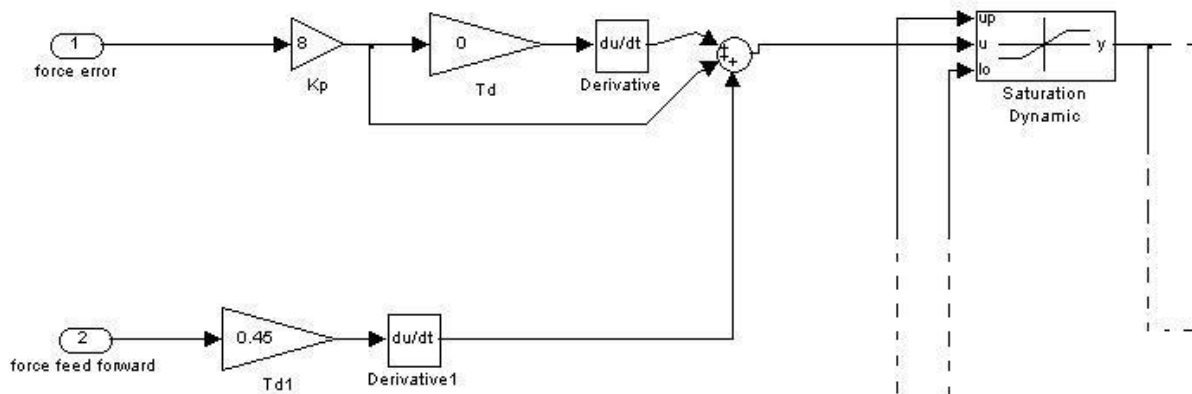 1
force error
8
Kp
0
Td
du/dt
Derivative
+
+
+
up
u
lo
y
Saturation
Dynamic
2
force feed forward
0.45
Td1
du/dt
Derivative1